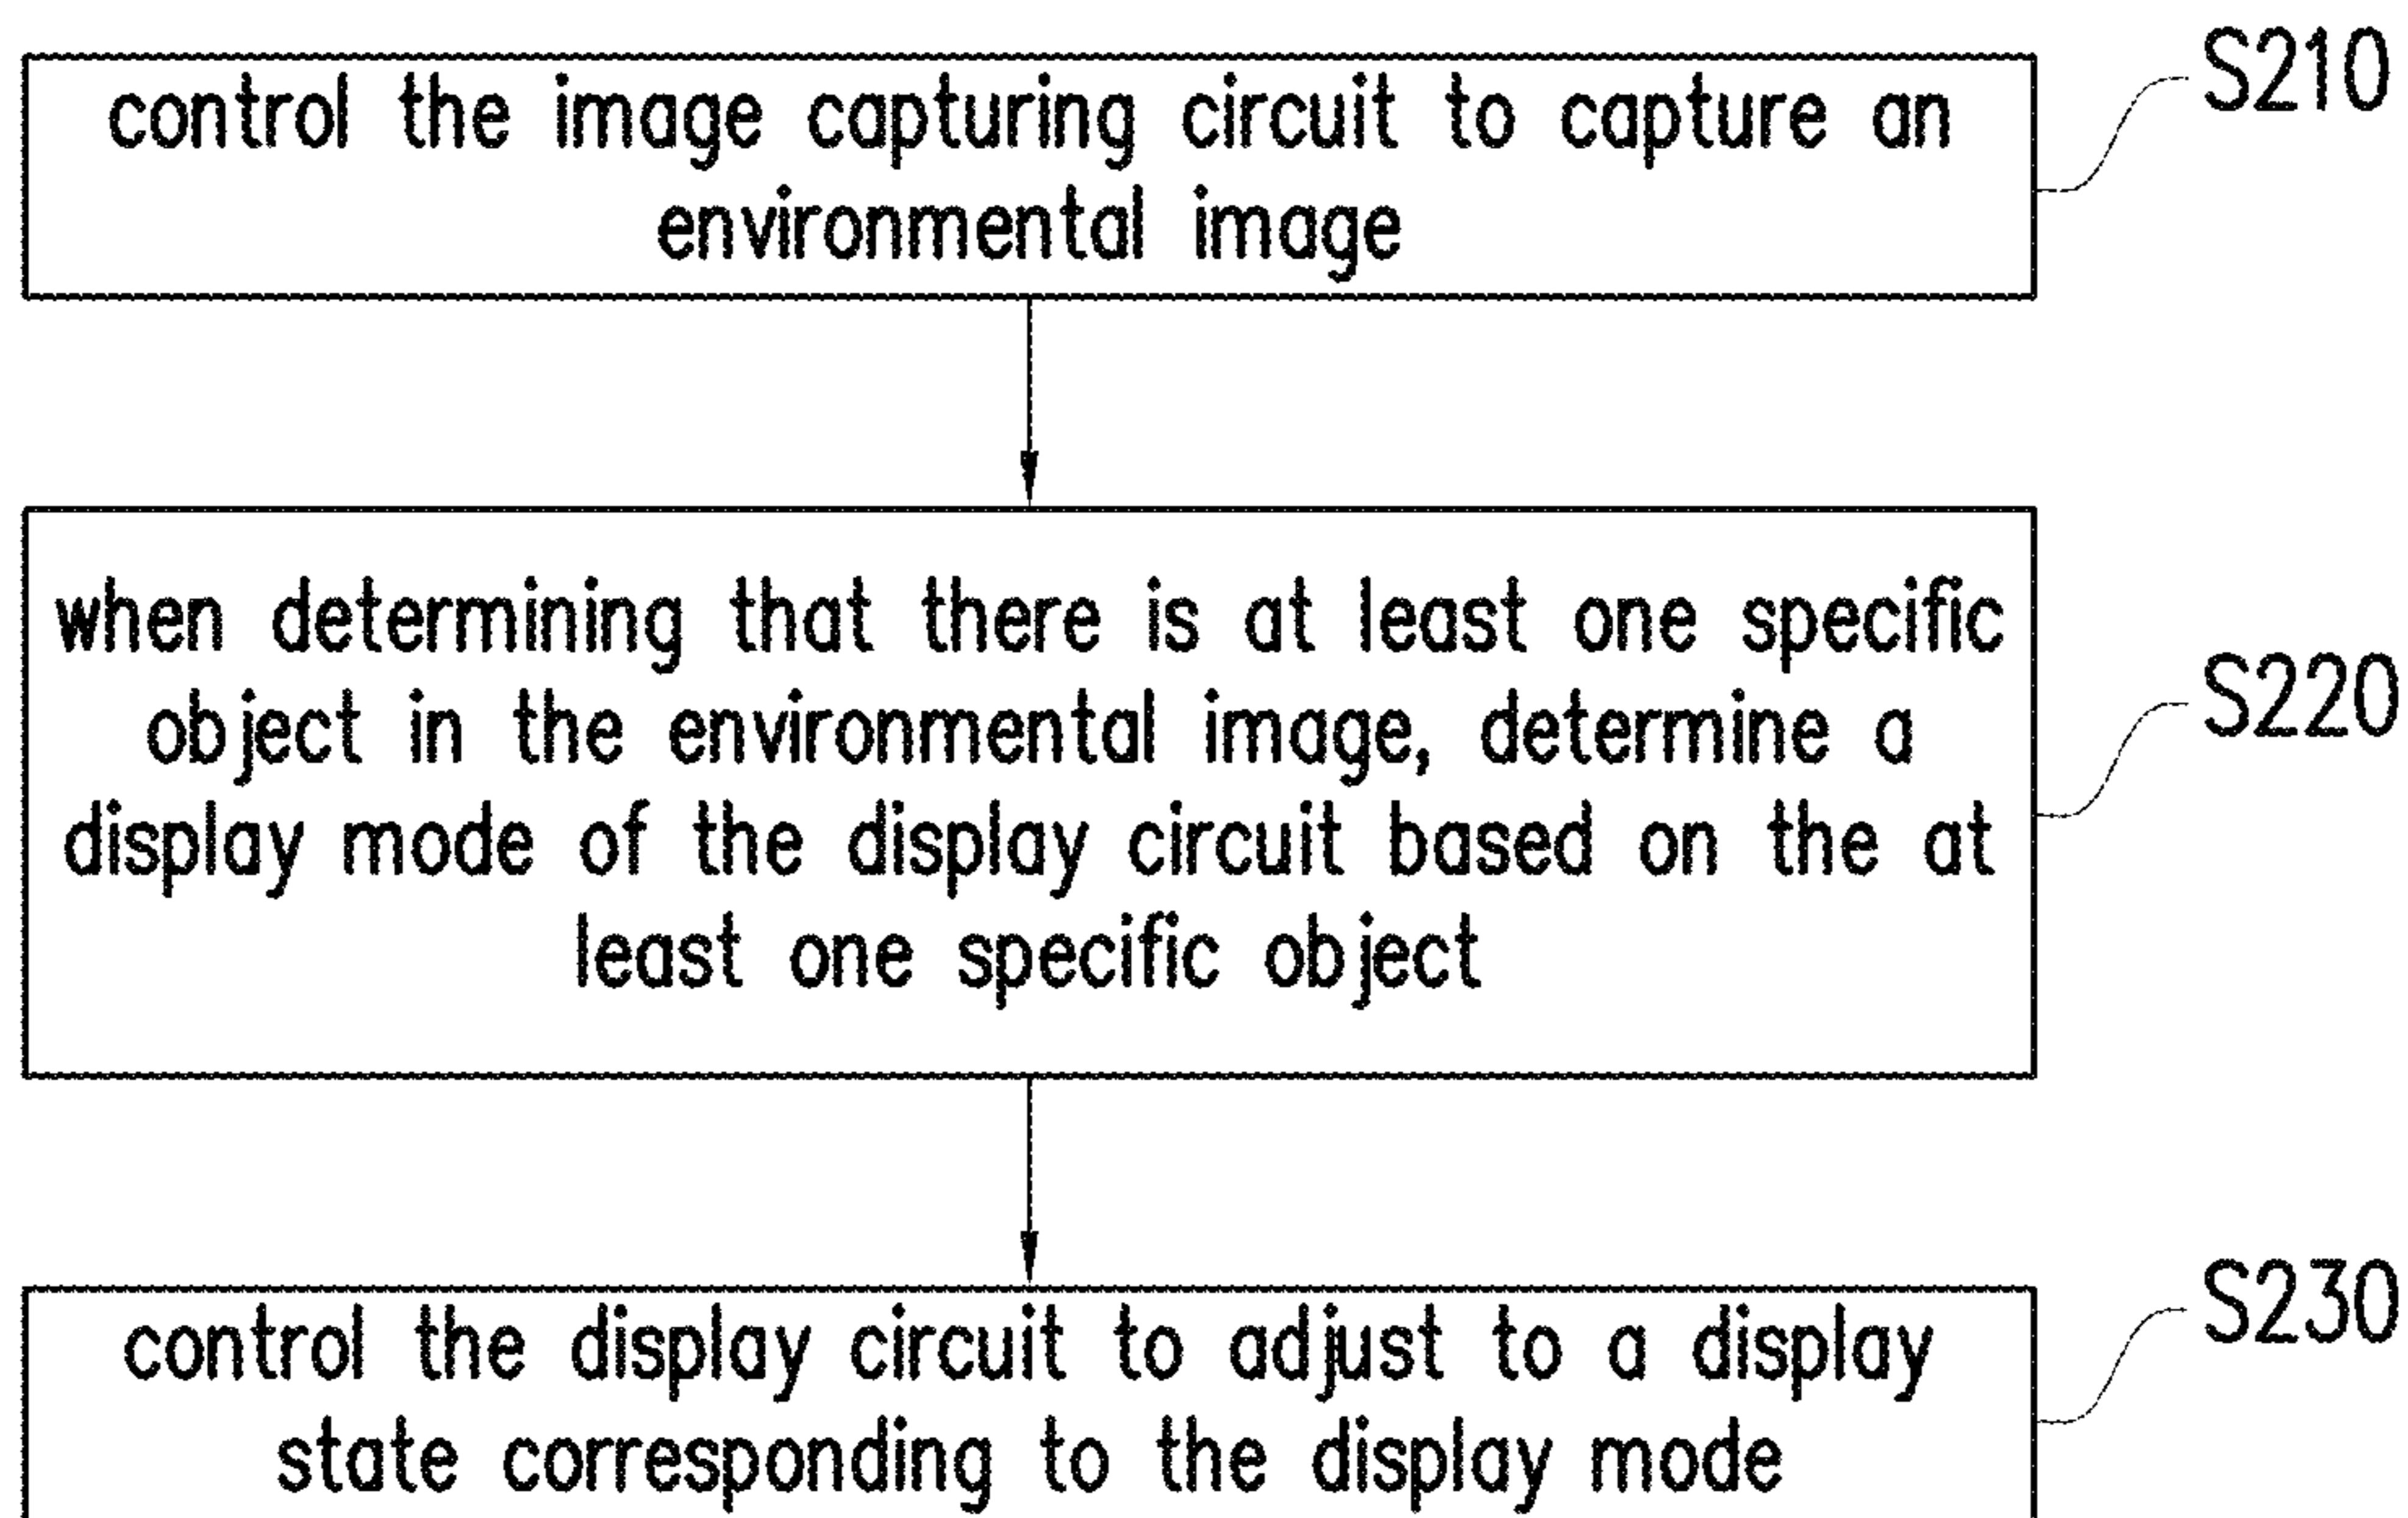 S210
control the image capturing circuit to capture an
environmental image
when determining that there is at least one specific
object in the environmental image, determine a
display mode of the display circuit based on the at
least one specific object
S220
control the display circuit to adjust to a display
state corresponding to the display mode
S230